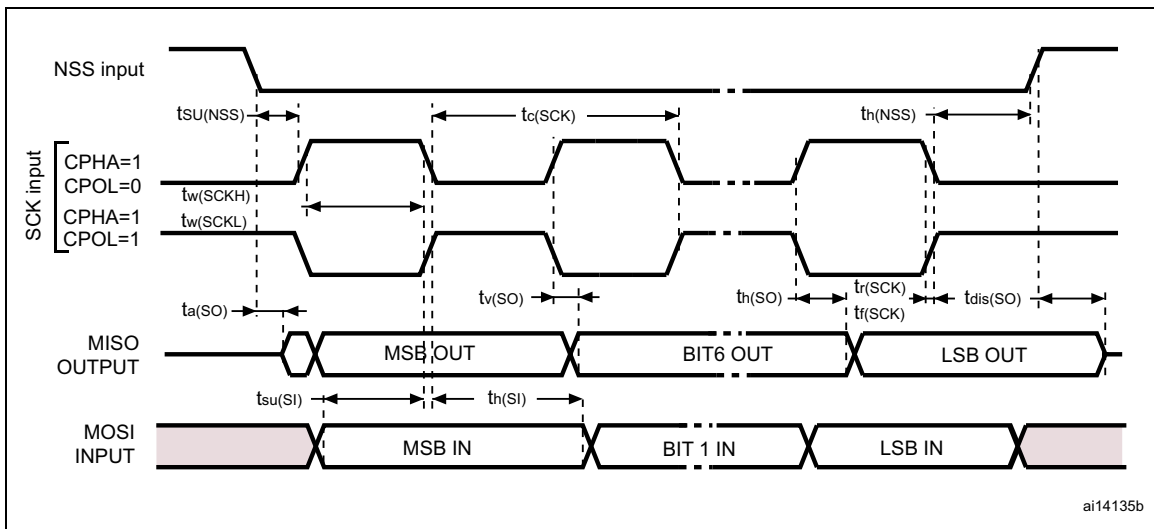 NSS input
tSU(NSS)
tc(SCK)
th(NSS)
SCK input
CPHA=1
CPOL=0
tw(SCKH)
CPHA=1
tw(SCKL)
CPOL=1
ta(SO)
tv(SO)
th(SO)
tr(SCK)
tf(SCK)
tdis(SO)
MISO
OUTPUT
MSB OUT
BIT6 OUT
LSB OUT
tsu(SI)
th(SI)
MOSI
INPUT
MSB IN
BIT 1 IN
LSB IN
ai14135b